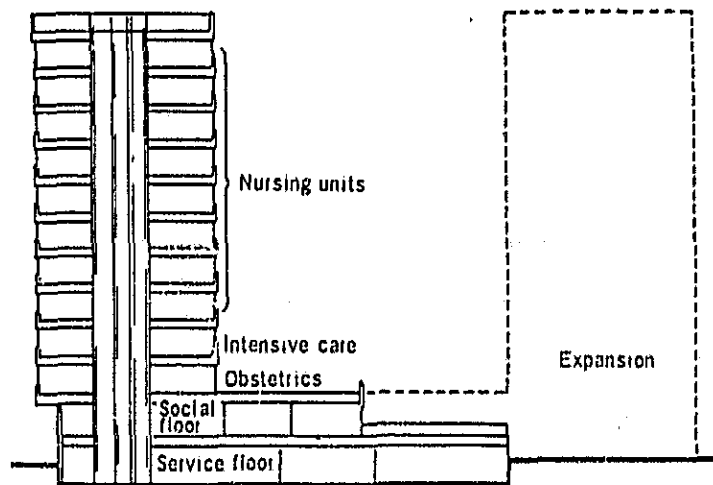 Nursing units
Intensive care
Obstetrics
Expansion
Social
floor
Service floor